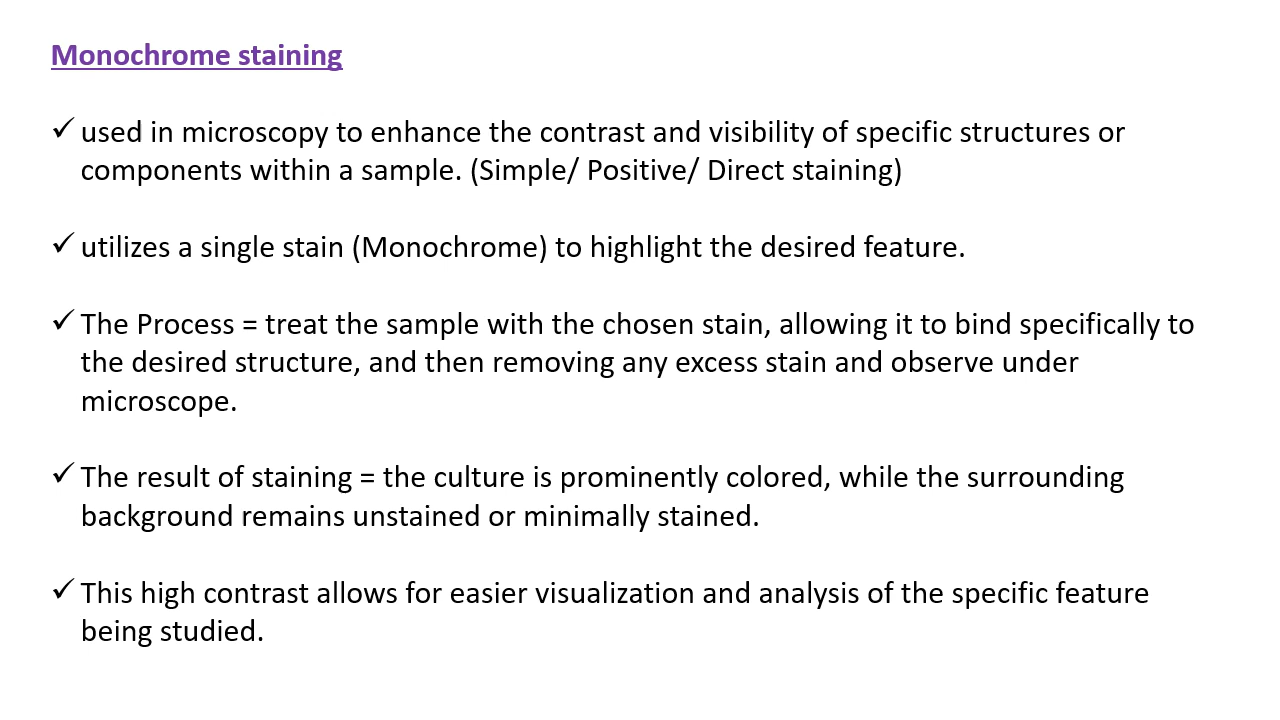 Monochrome staining
✓ used in microscopy to enhance the contrast and visibility of specific structures or
components within a sample. (Simple/ Positive/ Direct staining)
✓ utilizes a single stain (Monochrome) to highlight the desired feature.
✓ The Process = treat the sample with the chosen stain, allowing it to bind specifically to
the desired structure, and then removing any excess stain and observe under
microscope.
✓ The result of staining = the culture is prominently colored, while the surrounding
background remains unstained or minimally stained.
✓ This high contrast allows for easier visualization and analysis of the specific feature
being studied.